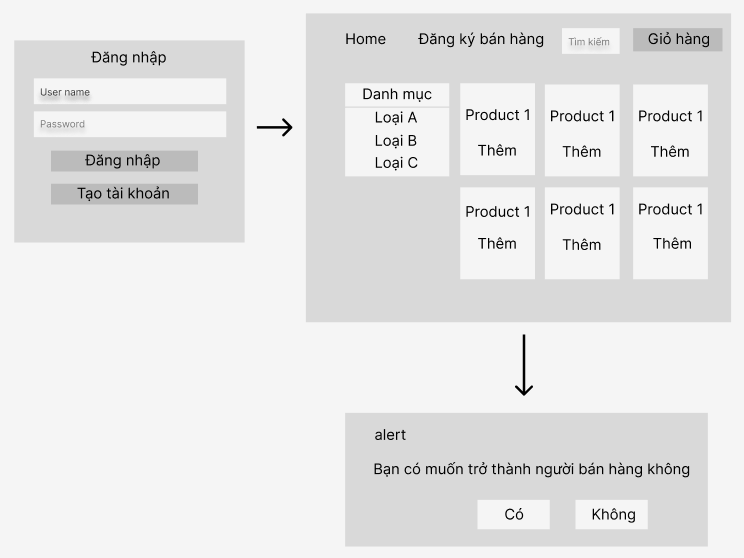 Đăng nhập
User name
Password
Đăng nhập
Tạo tài khoản
Home Đăng ký bán hàng Tìm kiếm Giỏ hàng
Danh mục
Loại A
Loại B
Loại C
Product 1 Product 1 Product 1
Thêm Thêm Thêm
Product 1 Product 1 Product 1
Thêm Thêm Thêm
alert
Bạn có muốn trở thành người bán hàng không
Có Không